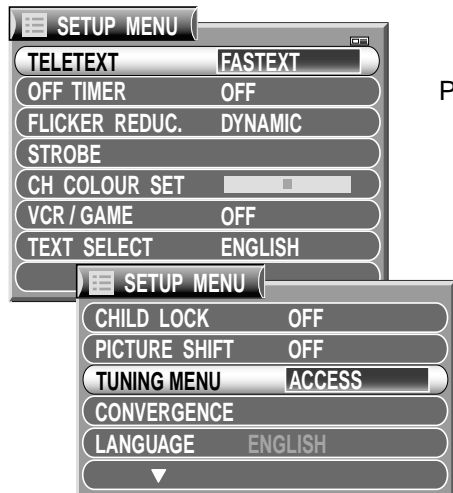 SETUP MENU
TELETEXT FASTEXT
P
OFF TIMER OFF
FLICKER REDUC. DYNAMIC
STROBE
CH COLOUR SET
VCR / GAME OFF
TEXT SELECT ENGLISH
SETUP MENU
CHILD LOCK OFF
PICTURE SHIFT OFF
TUNING MENU ACCESS
CONVERGENCE
LANGUAGE ENGLISH